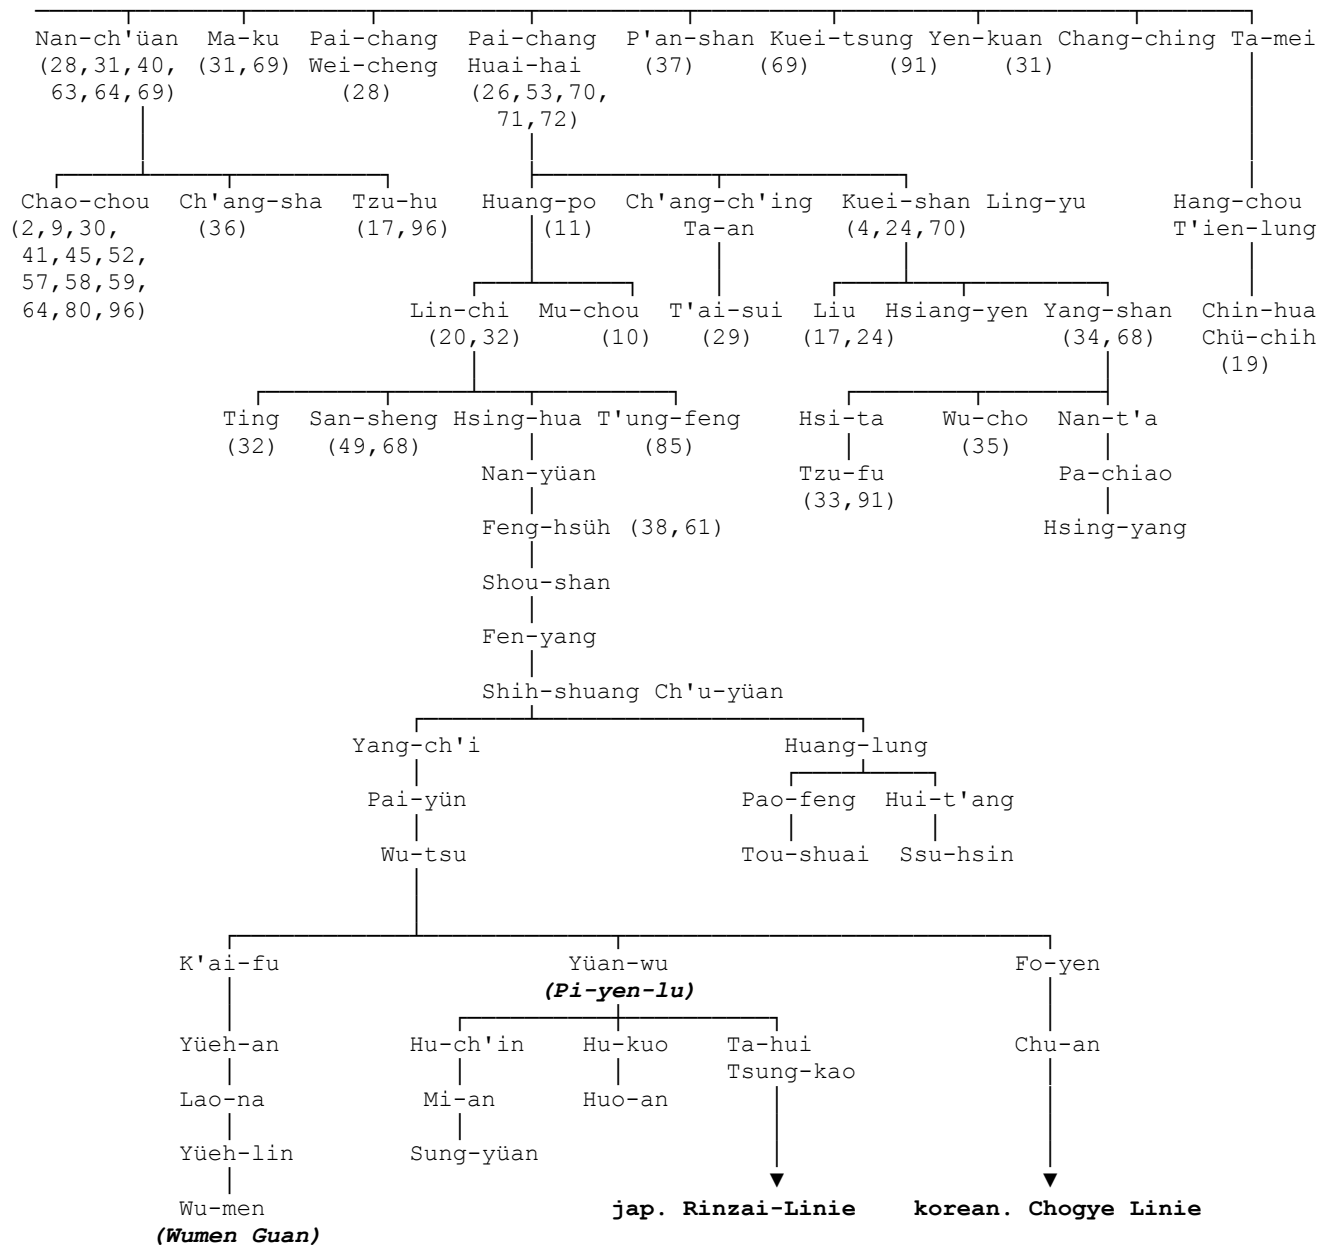 Nan-ch'üan Ma-ku Pai-chang Pai-chang P'an-shan Kuei-tsung Yen-kuan Chang-ching Ta-mei
(28,31,40, (31,69) Wei-cheng Huai-hai (37) (69) (91) (31)
63,64,69) (28) (26,53,70,
71,72)
Chao-chou Ch'ang-sha Tzu-hu Huang-po Ch'ang-ch'ing Kuei-shan Ling-yu Hang-chou
(2,9,30, (36) (17,96) (11) Ta-an (4,24,70) T'ien-lung
41,45,52,
57,58,59,
64,80,96) Lin-chi Mu-chou T'ai-sui Liu Hsiang-yen Yang-shan Chin-hua
(20,32) (10) (29) (17,24) (34,68) Chü-chih
(19)
Ting San-sheng Hsing-hua T'ung-feng Hsi-ta Wu-cho Nan-t'a
(32) (49,68) (85) (35)
Nan-yüan Tzu-fu Pa-chiao
(33,91)
Feng-hsüh (38,61) Hsing-yang
Shou-shan
Fen-yang
Shih-shuang Ch'u-yüan
Yang-ch'i Huang-lung
Pai-yün Pao-feng Hui-t'ang
Wu-tsu Tou-shuai Ssu-hsin
K'ai-fu Yüan-wu Fo-yen
(Pi-yen-lu)
Yüeh-an Hu-ch'in Hu-kuo Ta-hui Chu-an
Tsung-kao
Lao-na Mi-an Huo-an
Yüeh-lin Sung-yüan
Wu-men jap. Rinzai-Linie korean. Chogye Linie
(Wumen Guan)